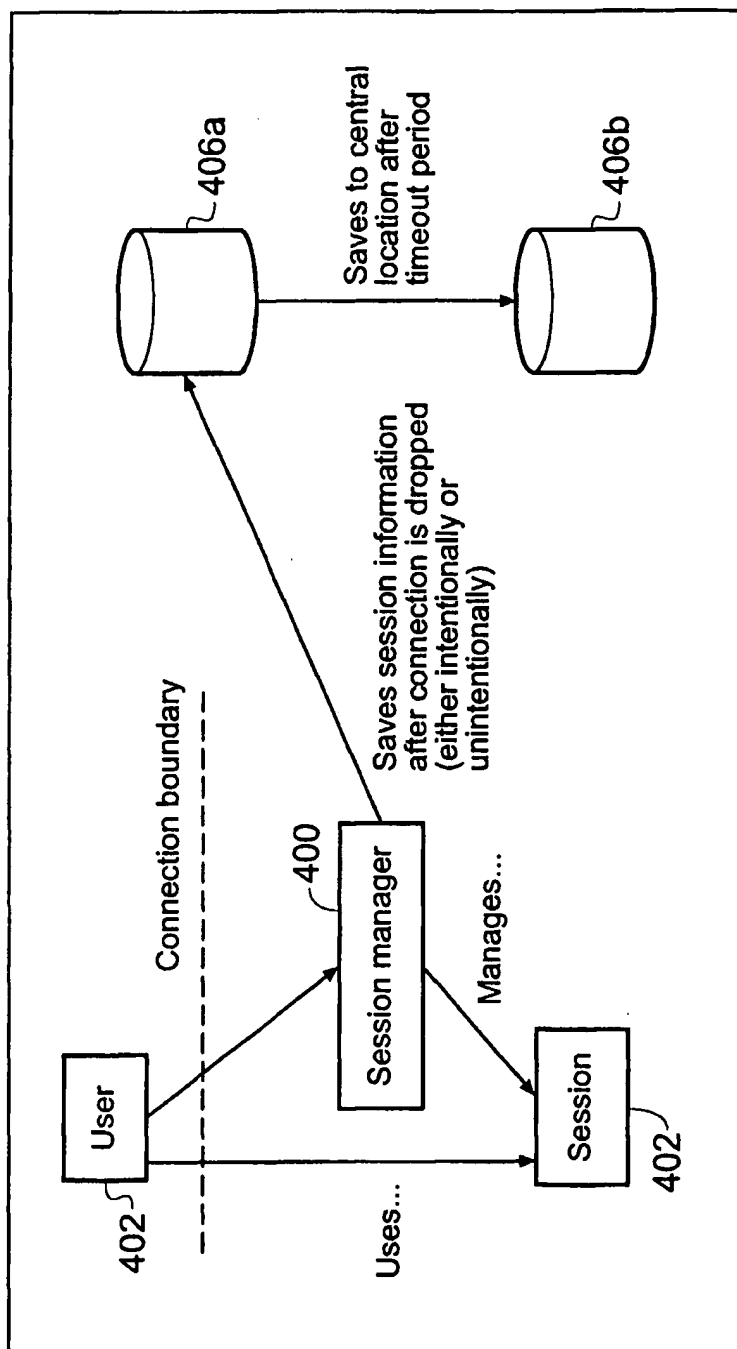 User
402
Connection boundary
Uses...
Session manager
400
Manages...
Session
402
Saves session information
after connection is dropped
(either intentionally or
unintentionally)
406a
Saves to central
location after
timeout period
406b